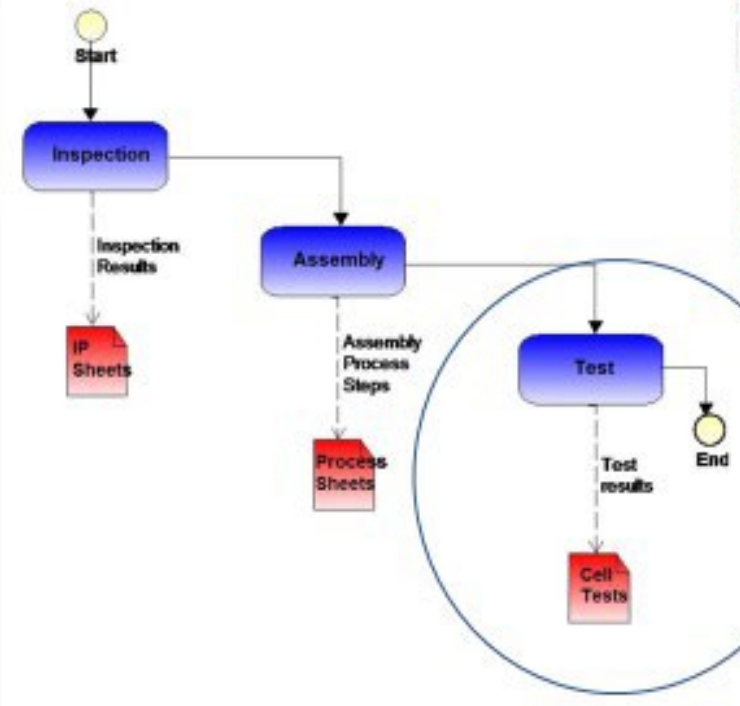 Start
Inspection
Inspection
Results
IP
Sheets
Assembly
Assembly
Process
Steps
Process
Sheets
Test
End
Test
results
Cell
Tests